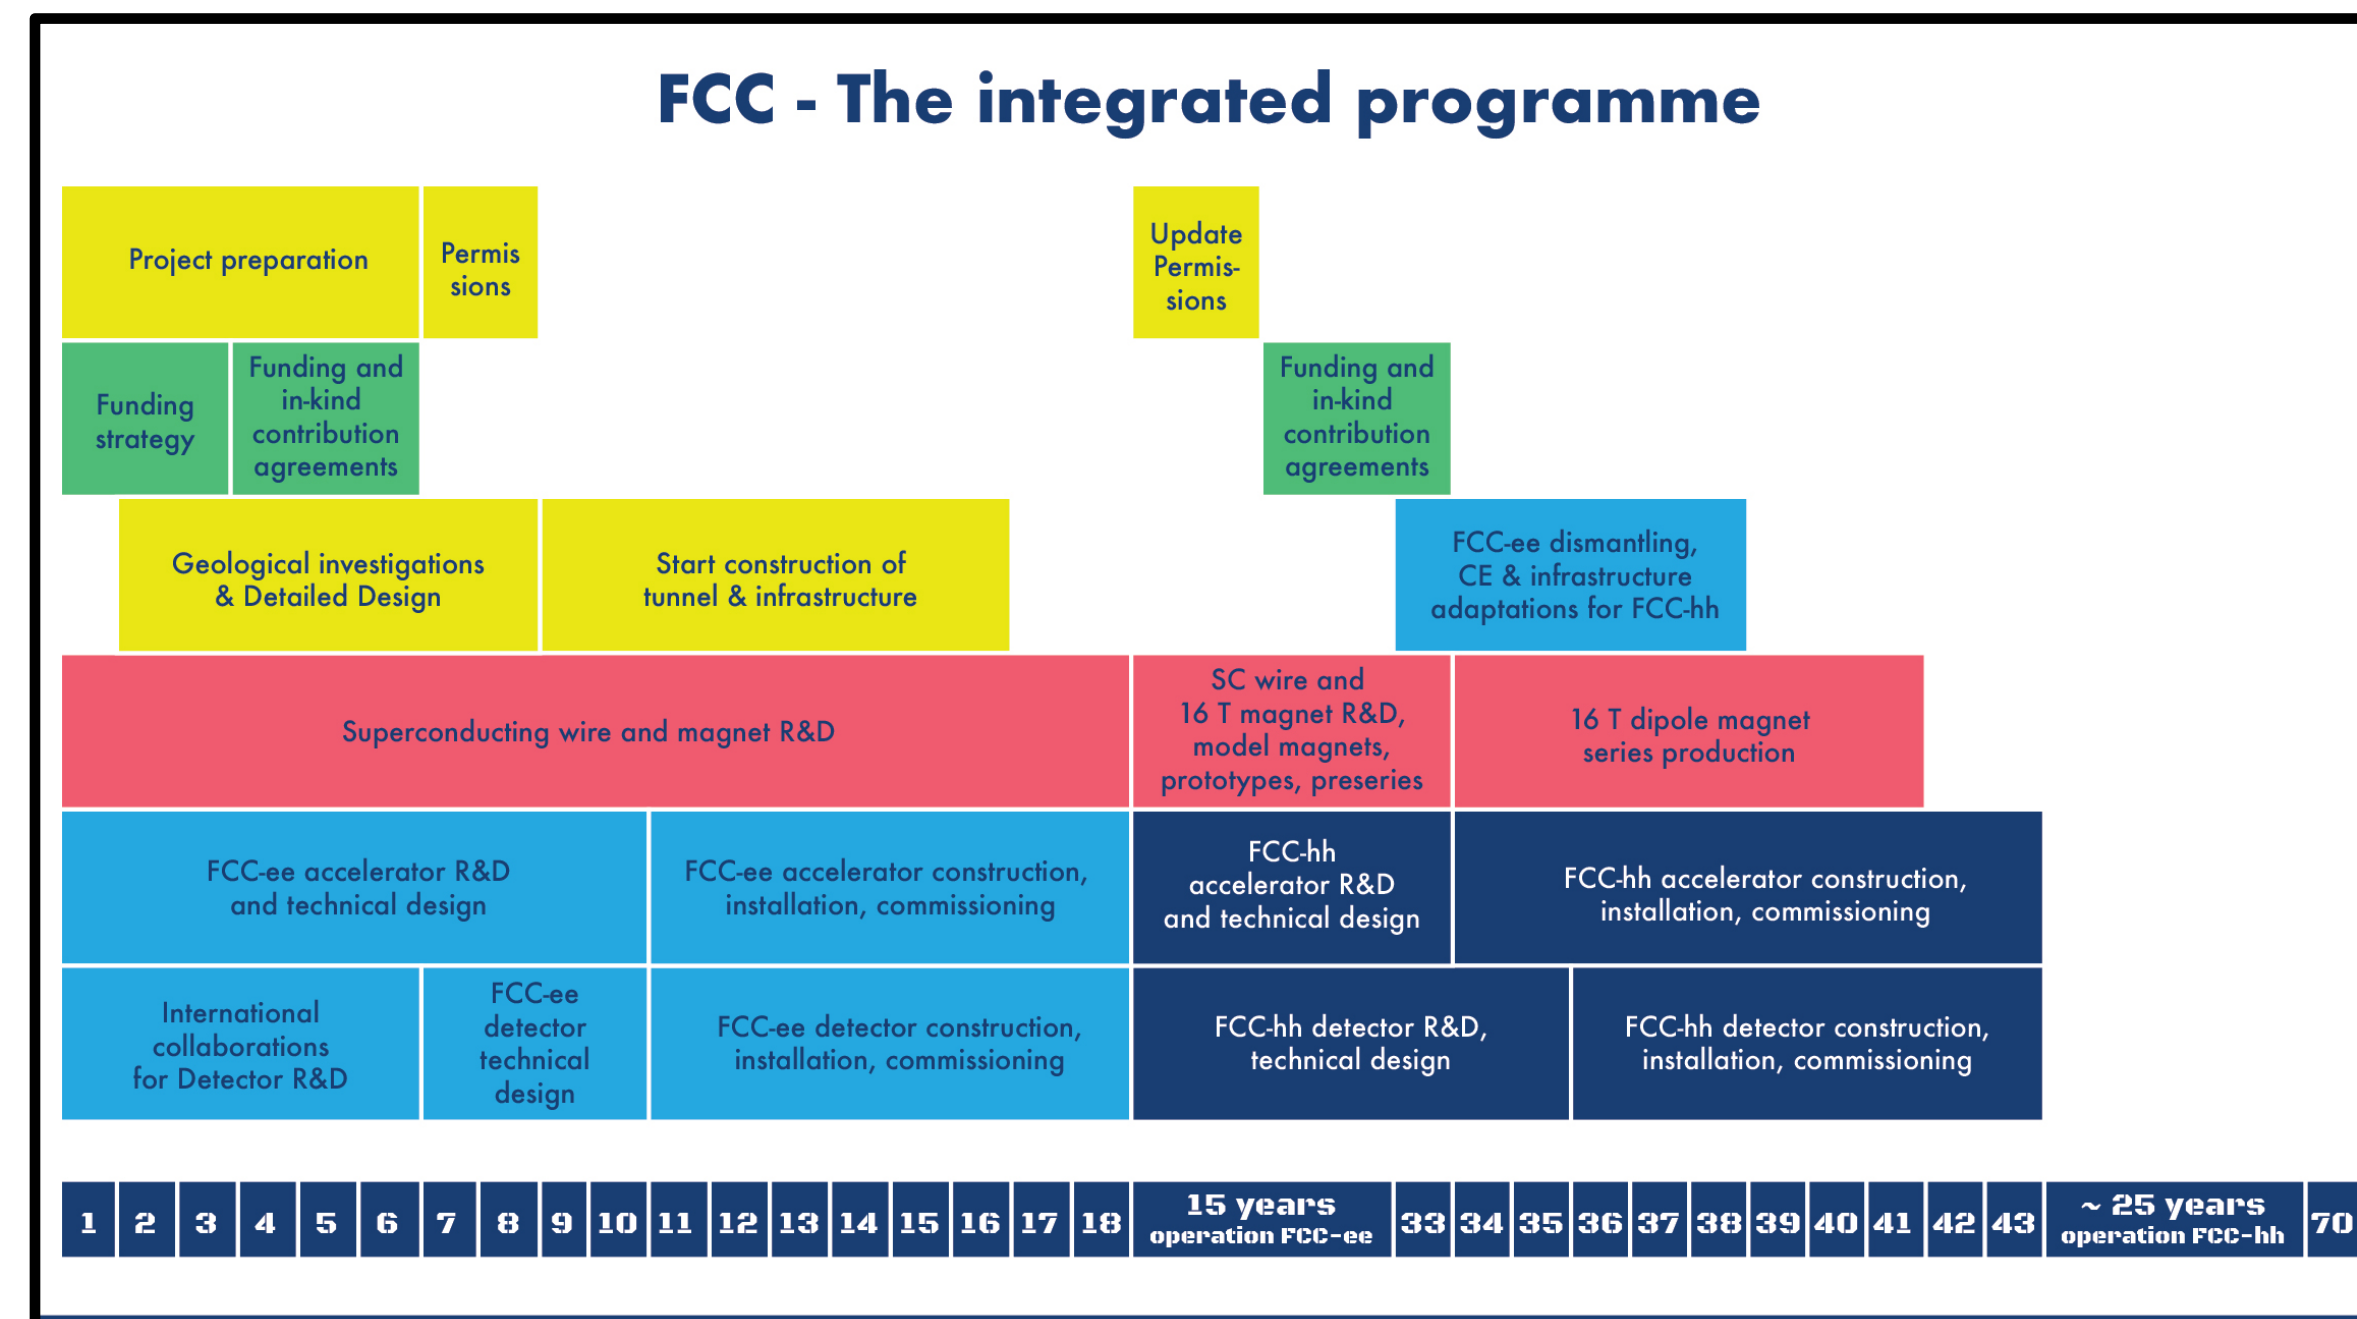 FCC - The integrated programme
Project preparation
Permis
sions
Update
Permis-
sions
Funding
strategy
Funding and
in-kind
contribution
agreements
Funding and
in-kind
contribution
agreements
Geological investigations
& Detailed Design
Start construction of
tunnel & infrastructure
FCC-ee dismantling,
CE & infrastructure
adaptations for FCC-hh
Superconducting wire and magnet R&D
SC wire and
16 T magnet R&D,
model magnets,
prototypes, preseries
16 T dipole magnet
series production
FCC-ee accelerator R&D
and technical design
FCC-ee accelerator construction,
installation, commissioning
FCC-hh
accelerator R&D
and technical design
FCC-hh accelerator construction,
installation, commissioning
International
collaborations
for Detector R&D
FCC-ee
detector
technical
design
FCC-ee detector construction,
installation, commissioning
FCC-hh detector R&D,
technical design
FCC-hh detector construction,
installation, commissioning
1 2 3 4 5 6 7 8 9 10 11 12 13 14 15 16 17 18
15 years
operation FCC-ee
33 34 35 36 37 38 39 40 41 42 43
~ 25 years
operation FCC-hh
70